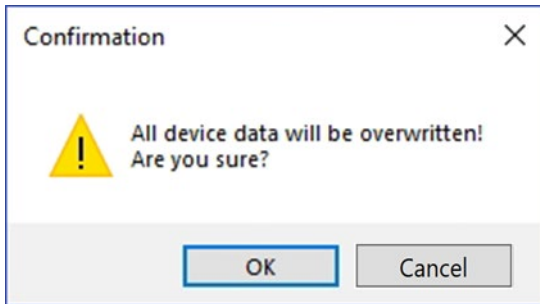 Confirmation
All device data will be overwritten!
Are you sure?
OK
Cancel